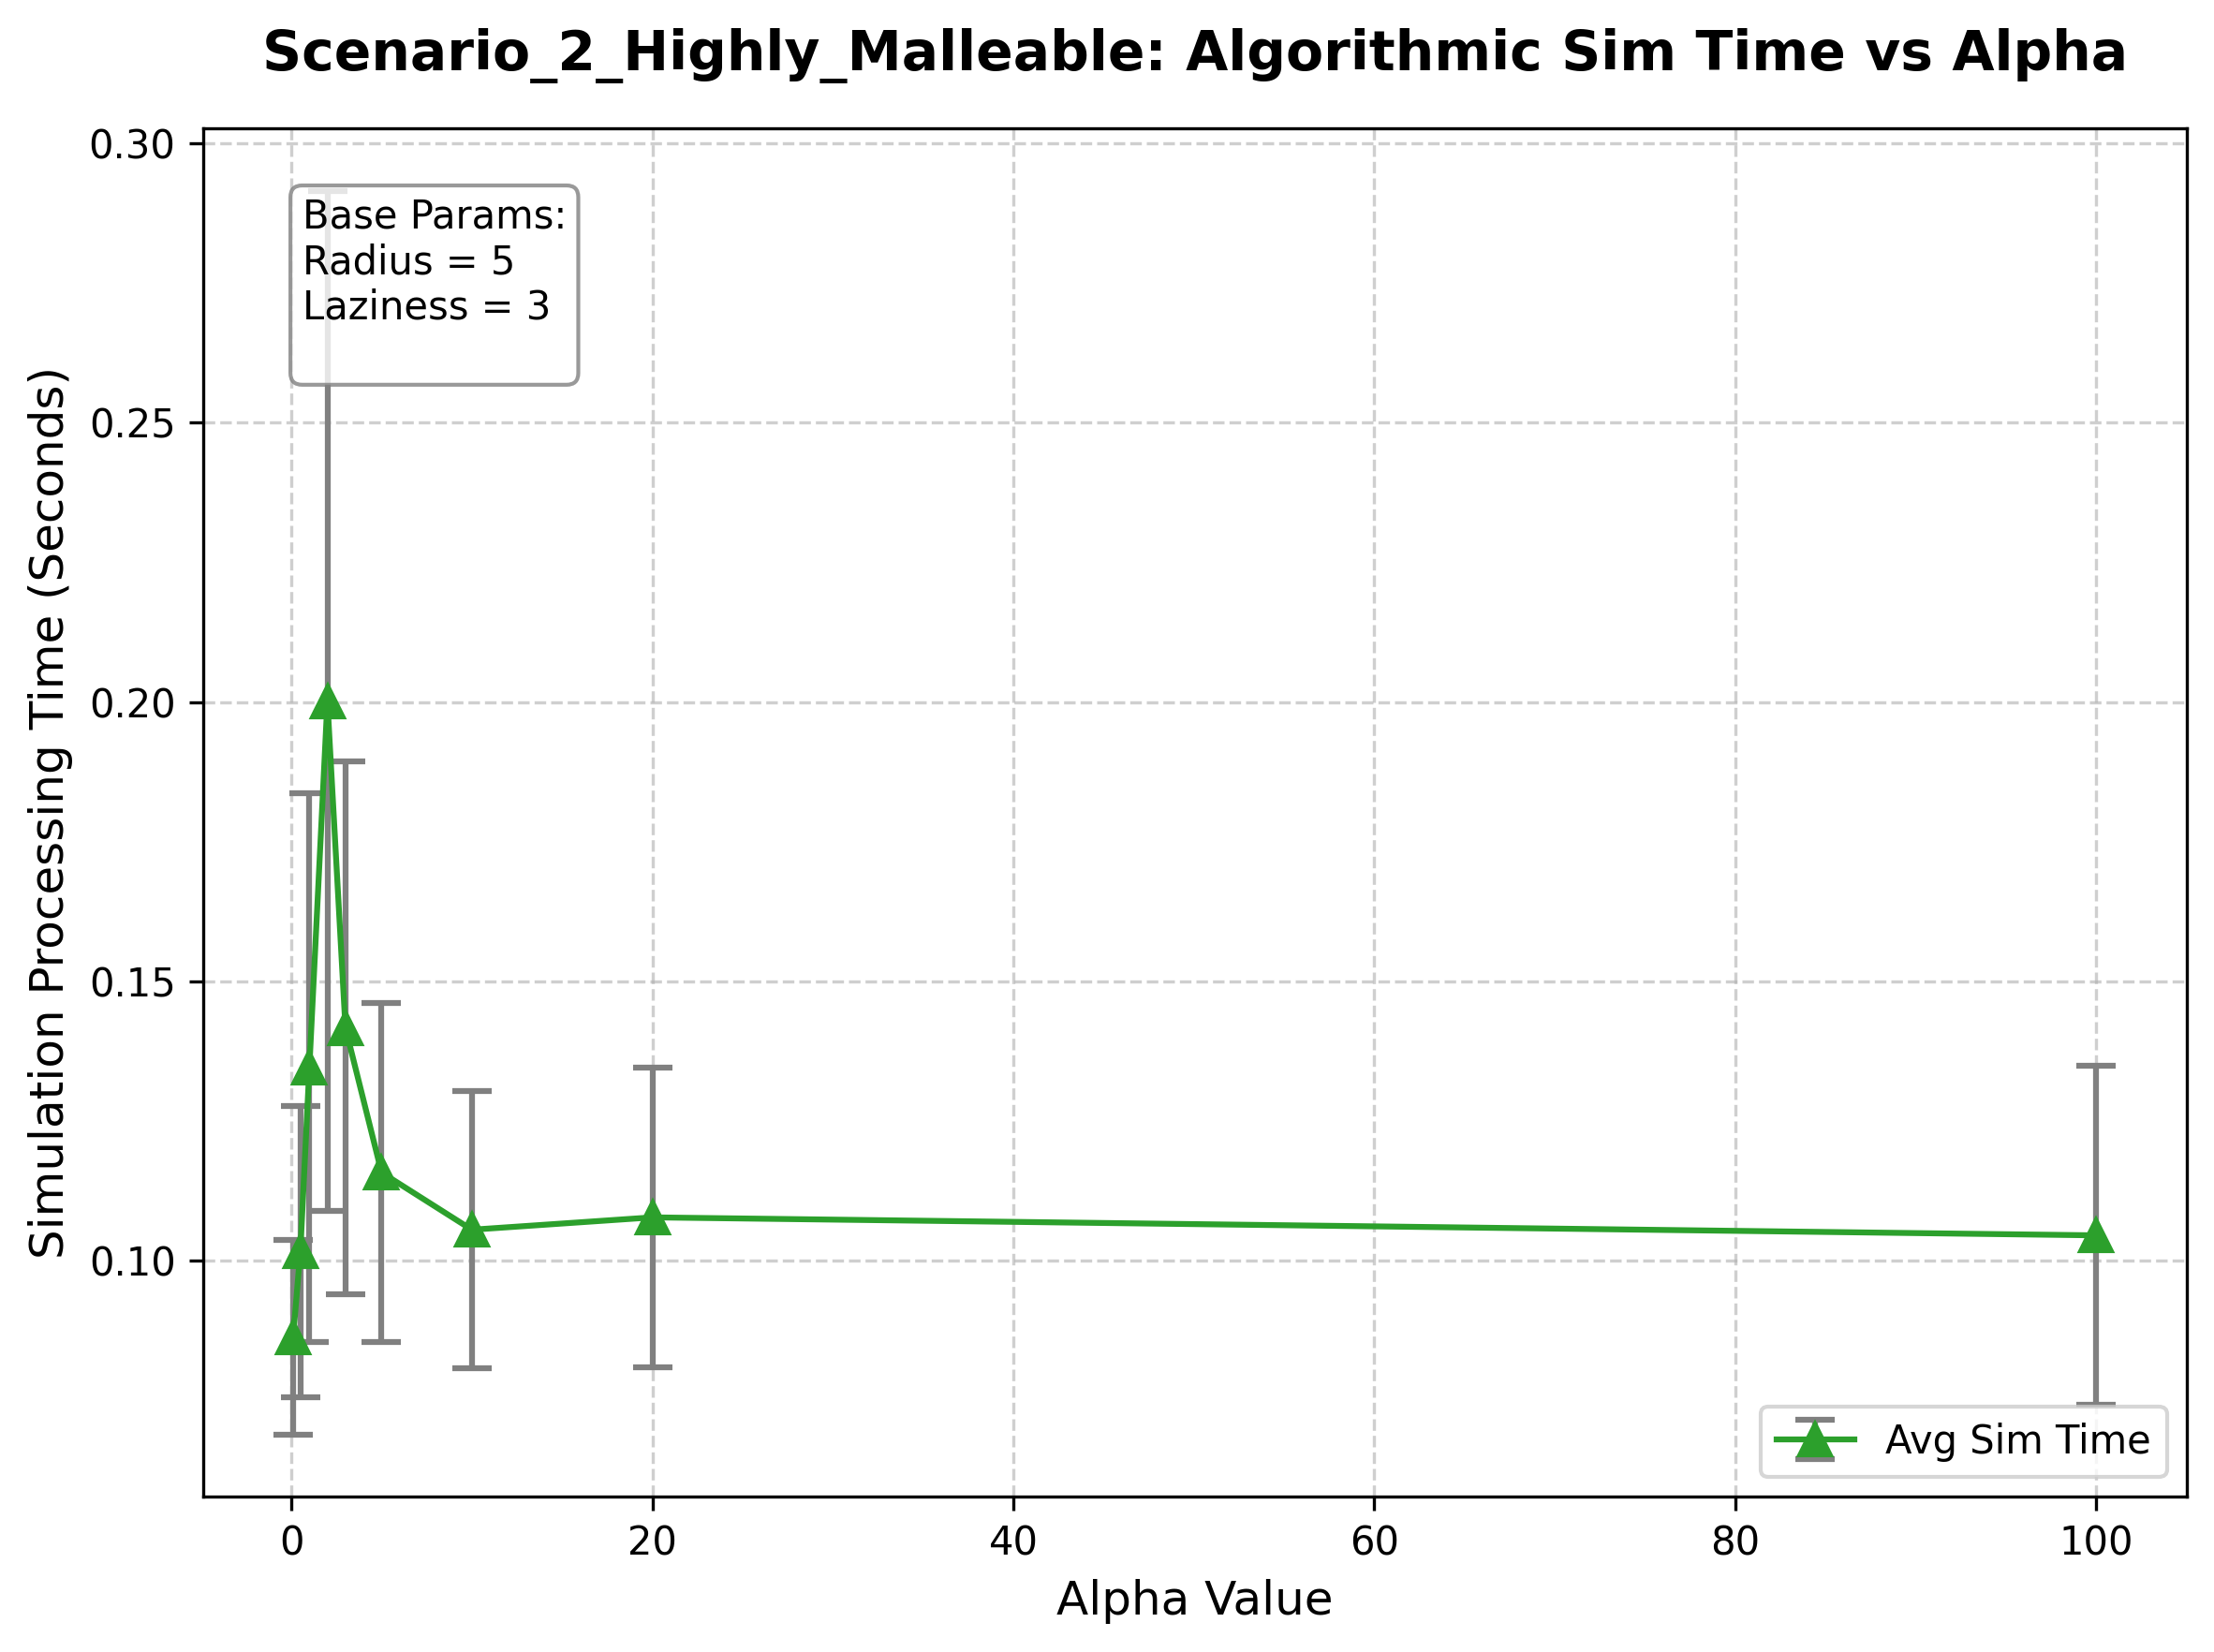 Scenario_2_Highly_Malleable: Algorithmic Sim Time vs Alpha
0.30
0.25
0.20
0.15
0.10
Simulation Processing Time (Seconds)
Base Params:
Radius = 5
Laziness = 3
Avg Sim Time
0 20 40 60 80 100
Alpha Value